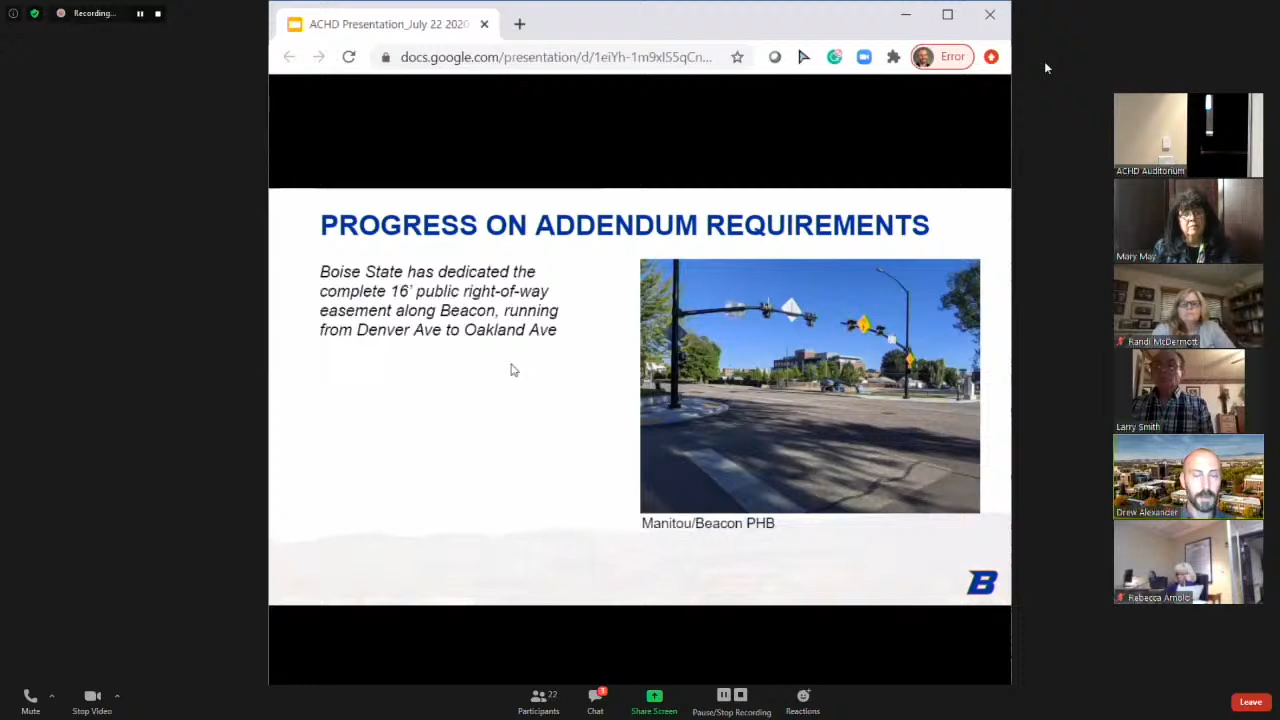 Recording...
ACHD Presentation_July 22 2020
docs.google.com/presentation/d/1eiYh-1m9xlS5qCn...
Error
PROGRESS ON ADDENDUM REQUIREMENTS
Boise State has dedicated the
complete 16' public right-of-way
easement along Beacon, running
from Denver Ave to Oakland Ave
Manitou/Beacon PHB
B
ACHD Auditorium
Mary May
Randi McDermott
Larry Smith
Drew Alexander
Rebecca Arnold
Mute
Stop Video
22
Participants
1
Chat
Share Screen
Pause/Stop Recording
Reactions
Leave